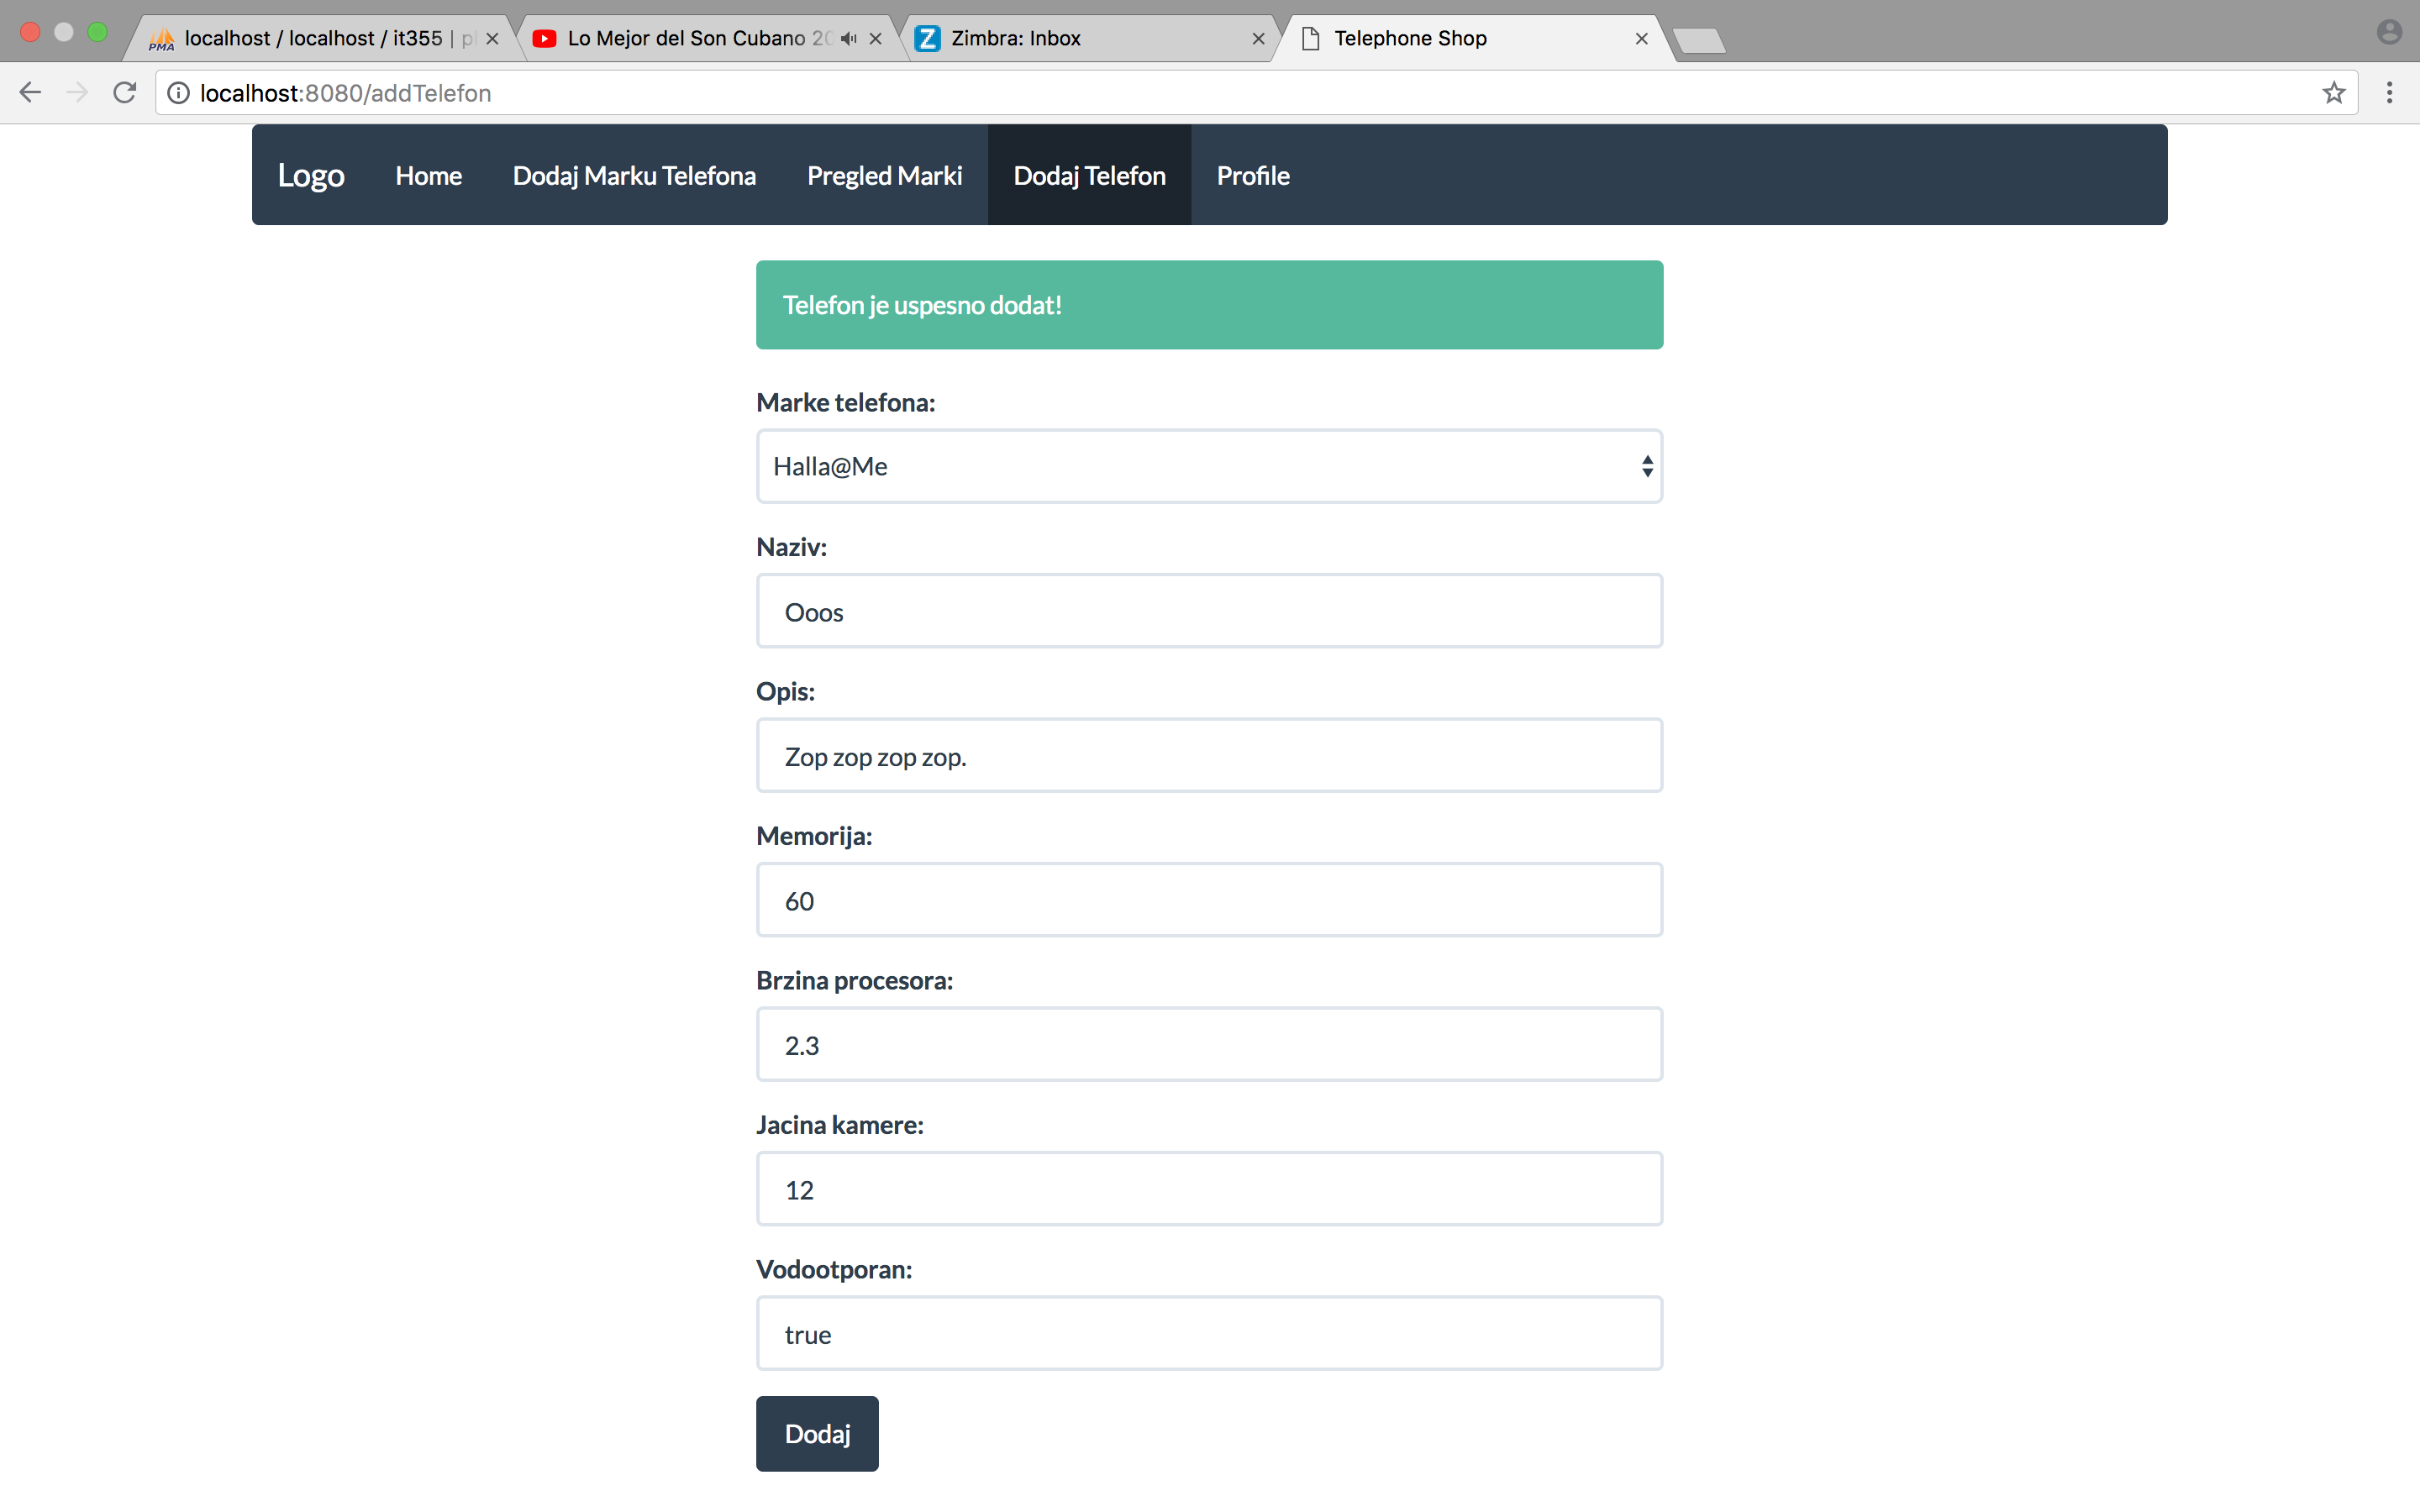 PMA localhost / localhost / it355 | p
Lo Mejor del Son Cubano 20
Z Zimbra: Inbox
Telephone Shop
localhost:8080/addTelefon
Logo Home Dodaj Marku Telefona Pregled Marki Dodaj Telefon Profile
Telefon je uspesno dodat!
Marke telefona:
Halla@Me
Naziv:
Ooos
Opis:
Zop zop zop zop.
Memorija:
60
Brzina procesora:
2.3
Jacina kamere:
12
Vodootporan:
true
Dodaj